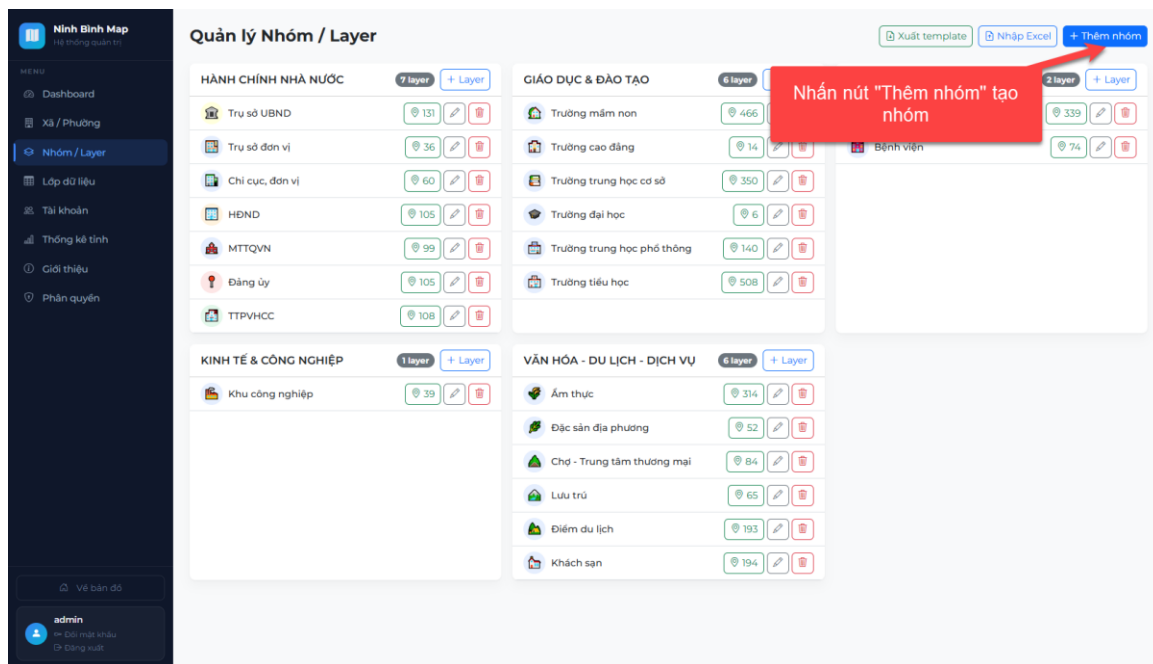 Ninh Bình Map
Hệ thống quản trị
MENU
Dashboard
Xã / Phường
Nhóm / Layer
Lớp dữ liệu
Tài khoản
Thống kê tỉnh
Giới thiệu
Phân quyền
Về bản đồ
admin
Đổi mật khẩu
Đăng xuất
Quản lý Nhóm / Layer
Xuất template
Nhập Excel
+ Thêm nhóm
Nhấn nút "Thêm nhóm" tạo
nhóm
HÀNH CHÍNH NHÀ NƯỚC 7 layer + Layer
Trụ sở UBND 131
Trụ sở đơn vị 36
Chi cục, đơn vị 60
HĐND 105
MTTQVN 99
Đảng ủy 105
TTPVHCC 108
GIÁO DỤC & ĐÀO TẠO 6 layer
Trường mầm non 466
Trường cao đẳng 14
Trường trung học cơ sở 350
Trường đại học 6
Trường trung học phổ thông 140
Trường tiểu học 508
2 layer + Layer
339
Bệnh viện 74
KINH TẾ & CÔNG NGHIỆP 1 layer + Layer
Khu công nghiệp 39
VĂN HÓA - DU LỊCH - DỊCH VỤ 6 layer + Layer
Ẩm thực 314
Đặc sản địa phương 52
Chợ - Trung tâm thương mại 84
Lưu trú 65
Điểm du lịch 193
Khách sạn 194